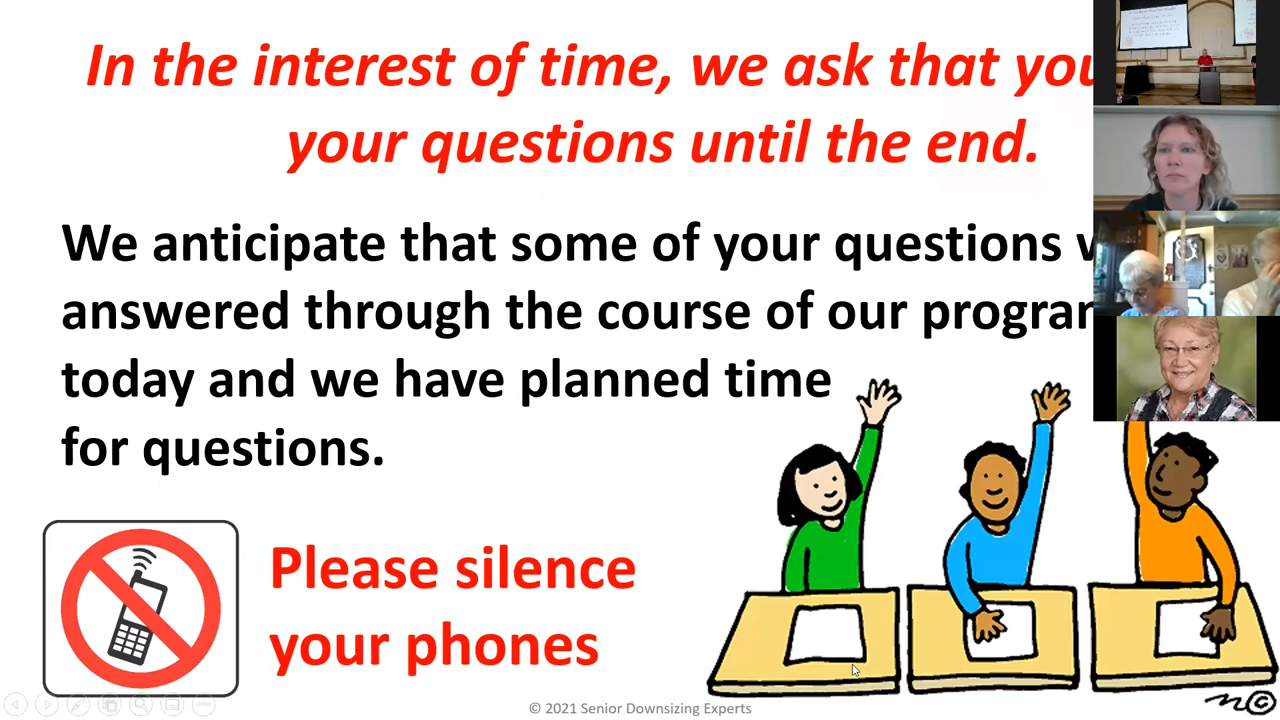 In the interest of time, we ask that you
your questions until the end.
We anticipate that some of your questions
answered through the course of our program
today and we have planned time
for questions.
Please silence
your phones
© 2021 Senior Downsizing Experts